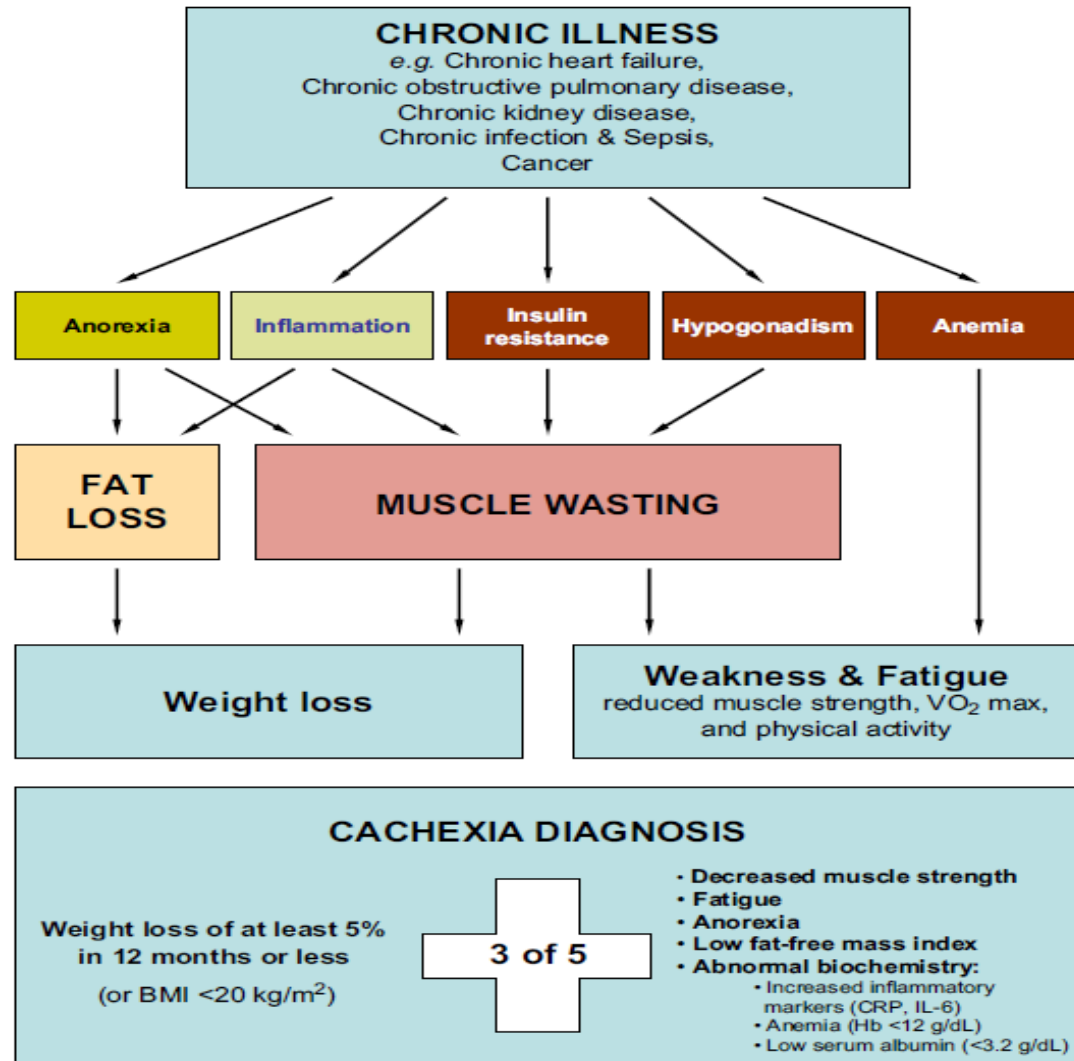 CHRONIC ILLNESS
e.g. Chronic heart failure,
Chronic obstructive pulmonary disease,
Chronic kidney disease,
Chronic infection & Sepsis,
Cancer
Anorexia
Inflammation
Insulin
resistance
Hypogonadism
Anemia
FAT
LOSS
MUSCLE WASTING
Weight loss
Weakness & Fatigue
reduced muscle strength, VO₂ max,
and physical activity
CACHEXIA DIAGNOSIS
Weight loss of at least 5%
in 12 months or less
(or BMI <20 kg/m²)
3 of 5
• Decreased muscle strength
• Fatigue
• Anorexia
• Low fat-free mass index
• Abnormal biochemistry:
• Increased inflammatory
markers (CRP, IL-6)
• Anemia (Hb <12 g/dL)
• Low serum albumin (<3.2 g/dL)